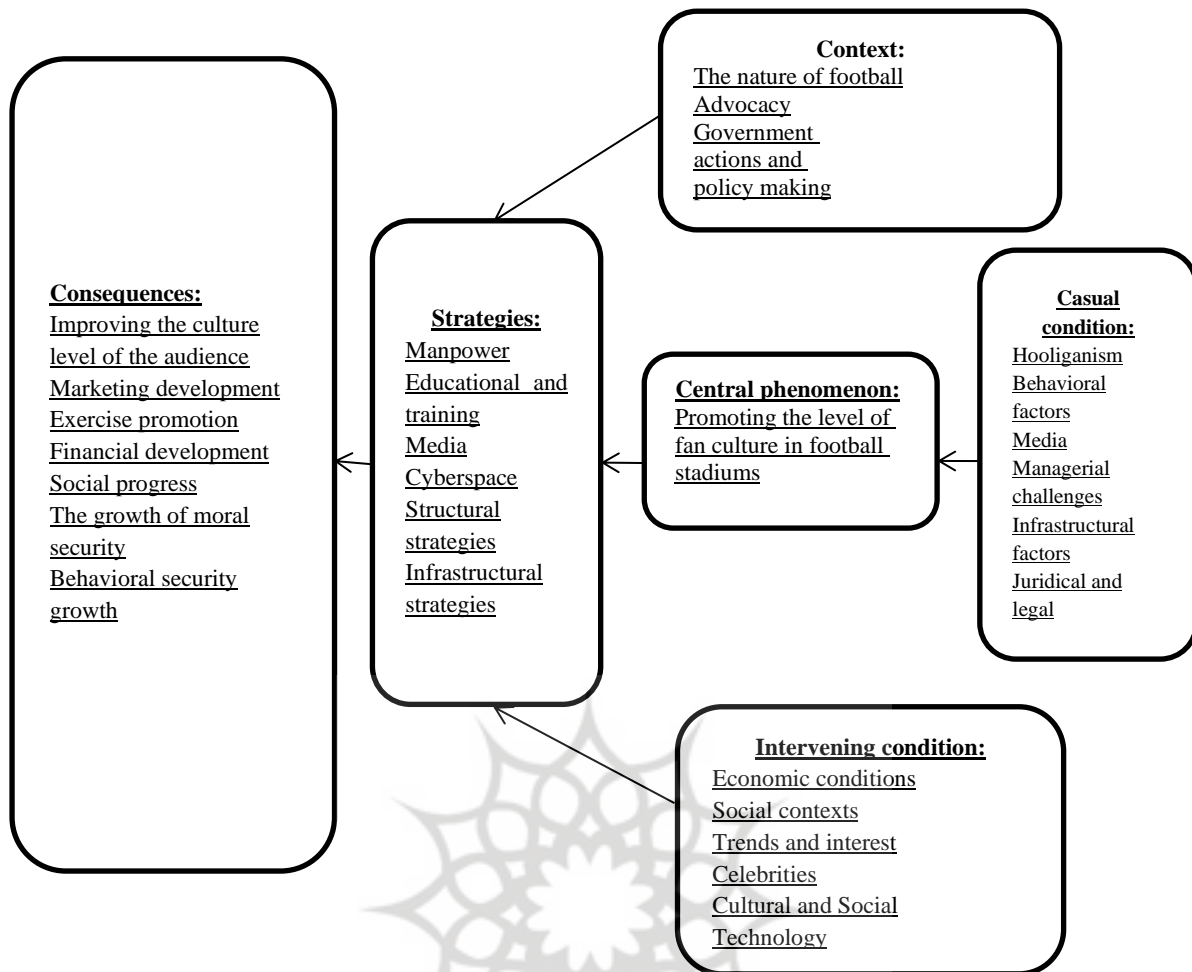 Context:
The nature of football
Advocacy
Government
actions and
policy making
Consequences:
Improving the culture
level of the audience
Marketing development
Exercise promotion
Financial development
Social progress
The growth of moral
security
Behavioral security
growth
Strategies:
Manpower
Educational and
training
Media
Cyberspace
Structural
strategies
Infrastructural
strategies
Central phenomenon:
Promoting the level of
fan culture in football
stadiums
Casual
condition:
Hooliganism
Behavioral
factors
Media
Managerial
challenges
Infrastructural
factors
Juridical and
legal
Intervening condition:
Economic conditions
Social contexts
Trends and interest
Celebrities
Cultural and Social
Technology